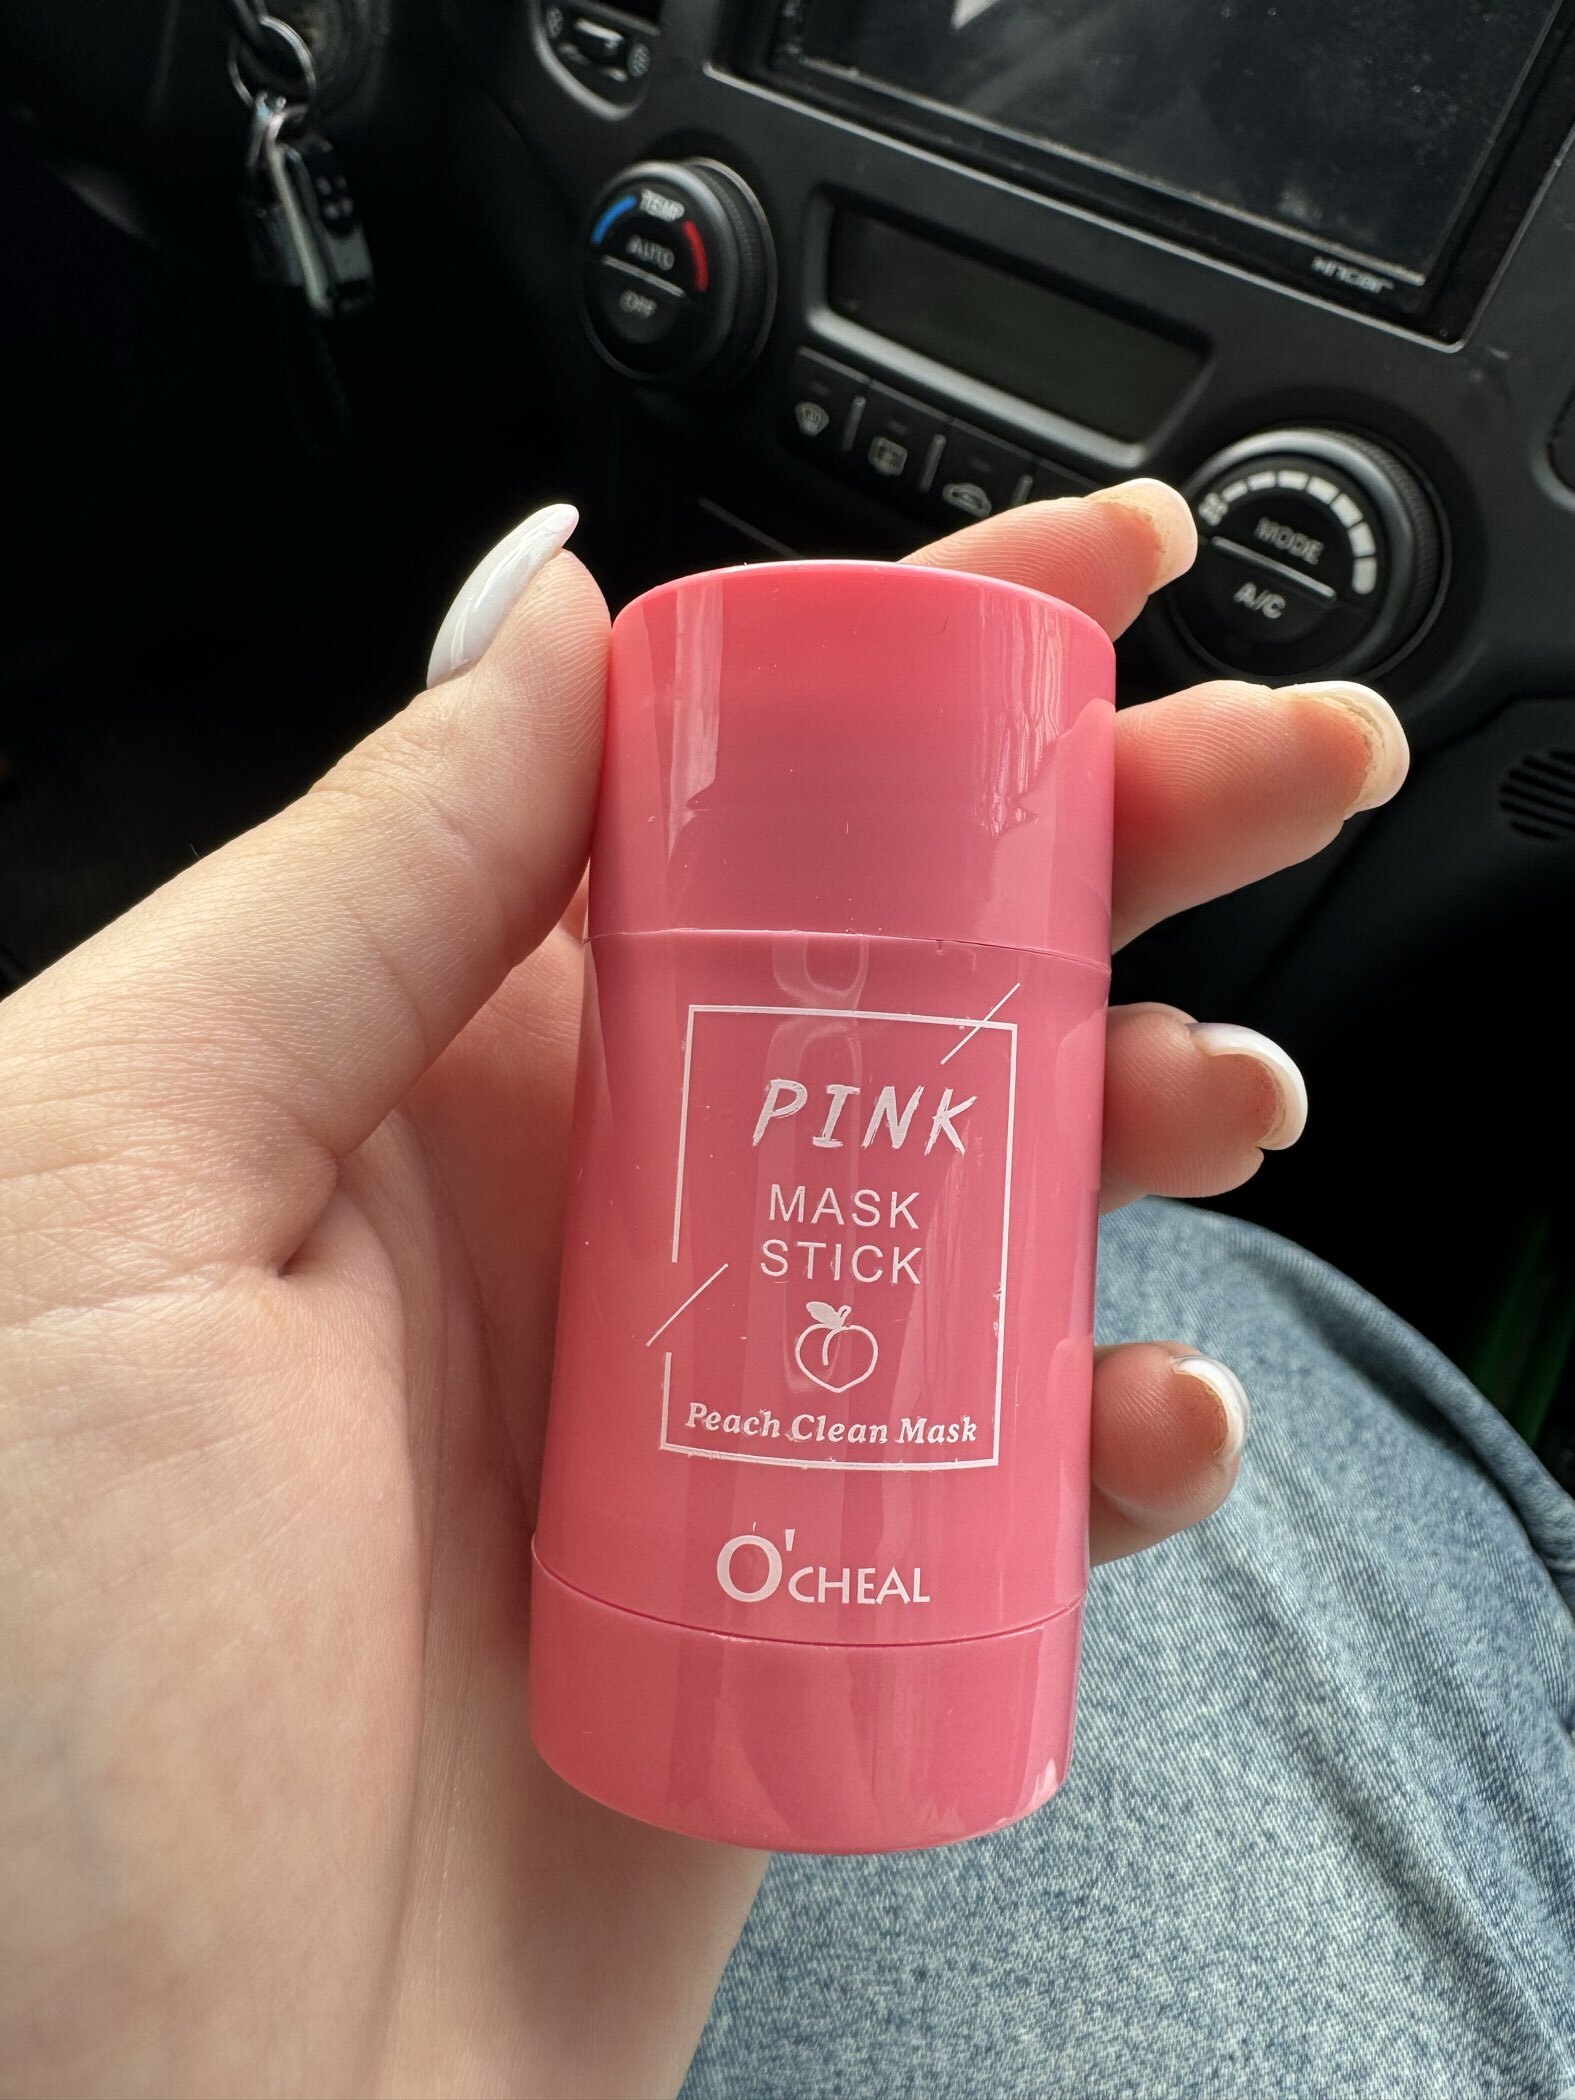 TEMP
AUTO
OFF
MODE
A/C
PINK
MASK
STICK
Peach Clean Mask
O'CHEAL